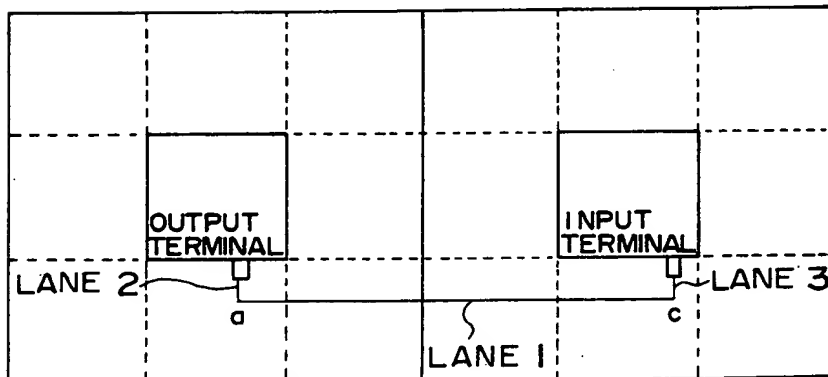 OUTPUT
TERMINAL
INPUT
TERMINAL
LANE 2
LANE 3
a
c
LANE 1